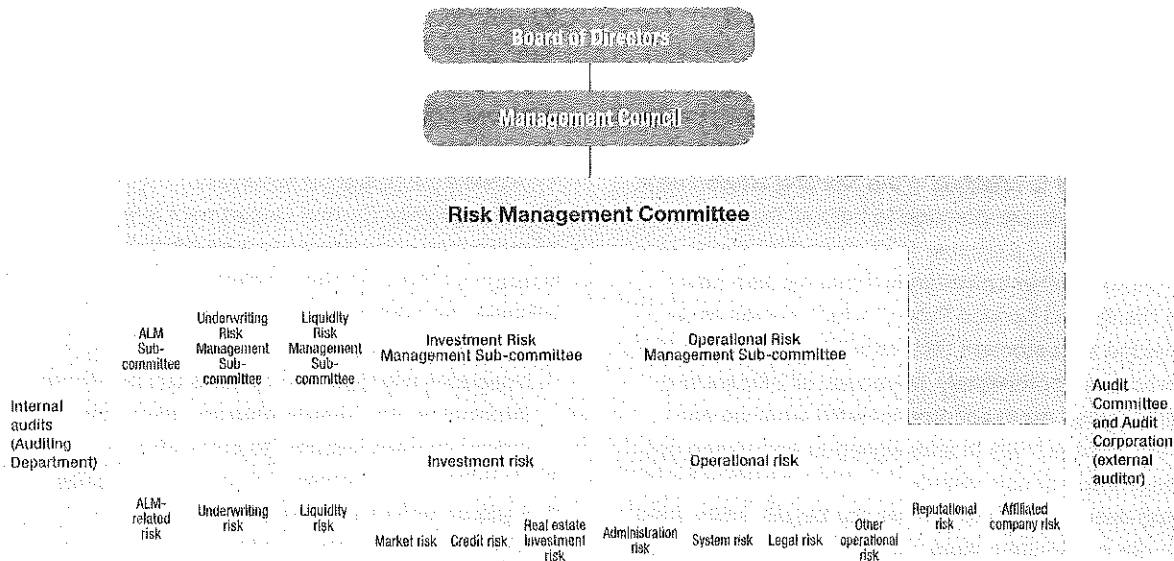 Board of Directors
Management Council
Risk Management Committee
ALM
Sub-
committee
Underwriting
Risk
Management
Sub-
committee
Liquidity
Risk
Management
Sub-
committee
Investment Risk
Management Sub-committee
Operational Risk
Management Sub-committee
Internal
audits
(Auditing
Department)
Audit
Committee
and Audit
Corporation
(external
auditor)
Investment risk
Operational risk
ALM-
related risk
Underwriting
risk
Liquidity
risk
Market risk
Credit risk
Real estate
investment
risk
Administration
risk
System risk
Legal risk
Other
operational
risk
Reputational
risk
Affiliated
company risk